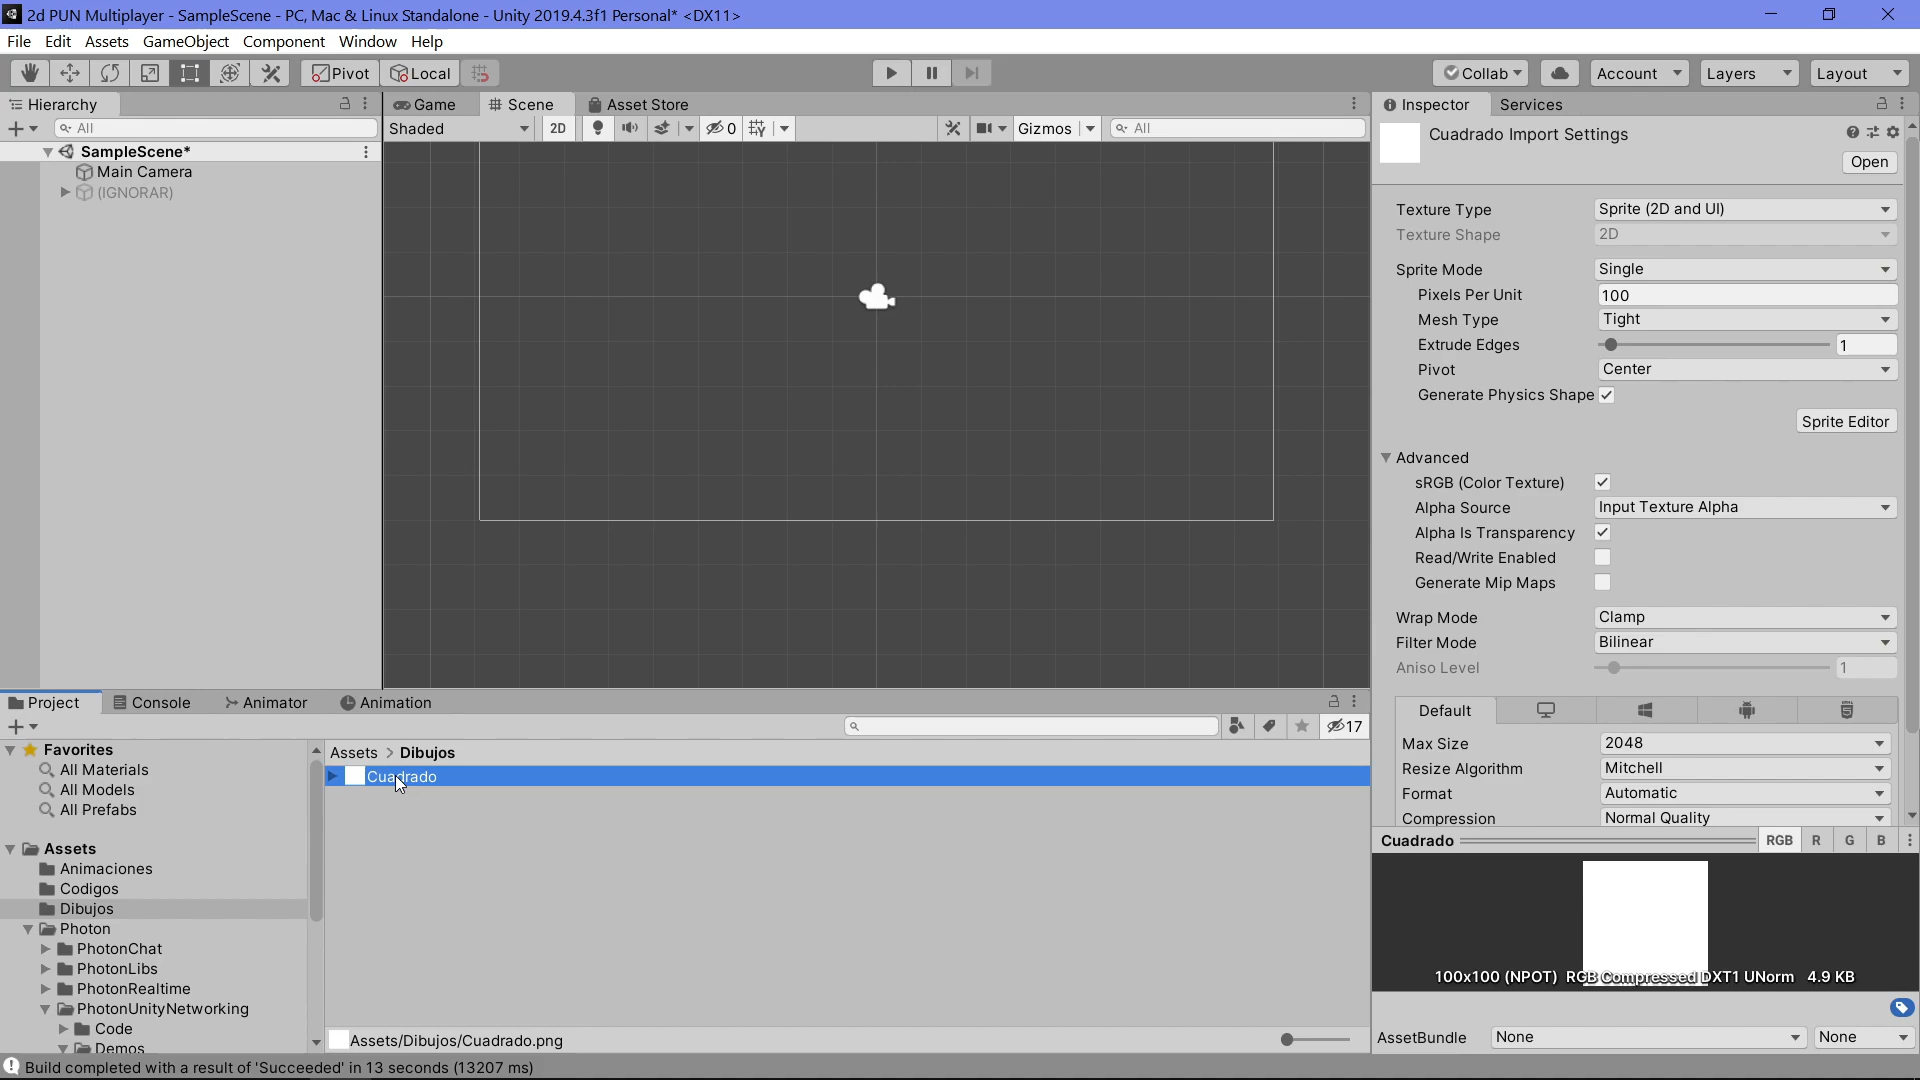 2d PUN Multiplayer - SampleScene - PC, Mac & Linux Standalone - Unity 2019.4.3f1 Personal* <DX11>
File Edit Assets GameObject Component Window Help
Pivot Local Collab Account Layers Layout
Hierarchy Game Scene Asset Store Inspector Services
All Shaded 2D 0 Gizmos All
SampleScene*
Main Camera
(IGNORAR)
Cuadrado Import Settings
Open
Texture Type Sprite (2D and UI)
Texture Shape 2D
Sprite Mode Single
Pixels Per Unit 100
Mesh Type Tight
Extrude Edges 1
Pivot Center
Generate Physics Shape
Sprite Editor
Advanced
sRGB (Color Texture)
Alpha Source Input Texture Alpha
Alpha Is Transparency
Read/Write Enabled
Generate Mip Maps
Wrap Mode Clamp
Filter Mode Bilinear
Aniso Level 1
Default
Max Size 2048
Resize Algorithm Mitchell
Format Automatic
Compression Normal Quality
Cuadrado RGB R G B
100x100 (NPOT) RGB Compressed DXT1 UNorm 4.9 KB
AssetBundle None None
Project Console Animator Animation
17
Favorites
All Materials
All Models
All Prefabs
Assets
Animaciones
Codigos
Dibujos
Photon
PhotonChat
PhotonLibs
PhotonRealtime
PhotonUnityNetworking
Code
Demos
Assets > Dibujos
Cuadrado
Assets/Dibujos/Cuadrado.png
Build completed with a result of 'Succeeded' in 13 seconds (13207 ms)